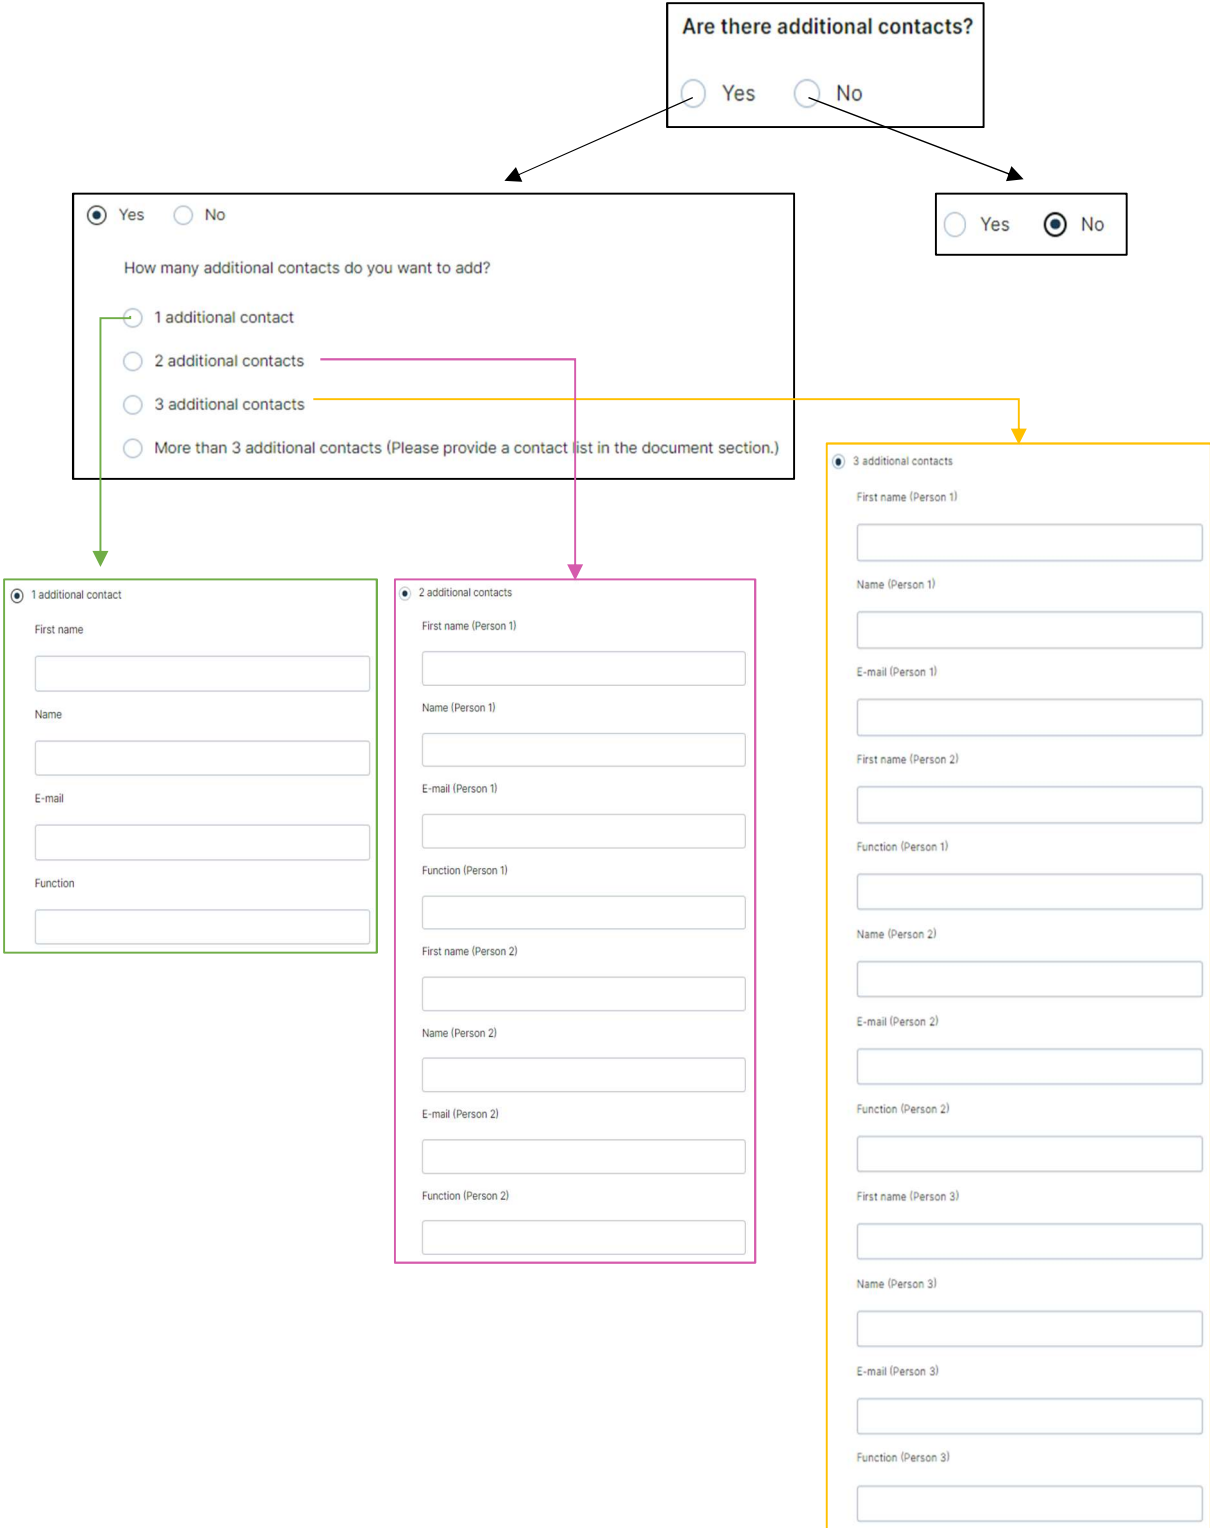 Are there additional contacts?
Yes No
Yes No
How many additional contacts do you want to add?
1 additional contact
2 additional contacts
3 additional contacts
More than 3 additional contacts (Please provide a contact list in the document section.)
Yes No
1 additional contact
First name
Name
E-mail
Function
2 additional contacts
First name (Person 1)
Name (Person 1)
E-mail (Person 1)
Function (Person 1)
First name (Person 2)
Name (Person 2)
E-mail (Person 2)
Function (Person 2)
3 additional contacts
First name (Person 1)
Name (Person 1)
E-mail (Person 1)
First name (Person 2)
Function (Person 1)
Name (Person 2)
E-mail (Person 2)
Function (Person 2)
First name (Person 3)
Name (Person 3)
E-mail (Person 3)
Function (Person 3)